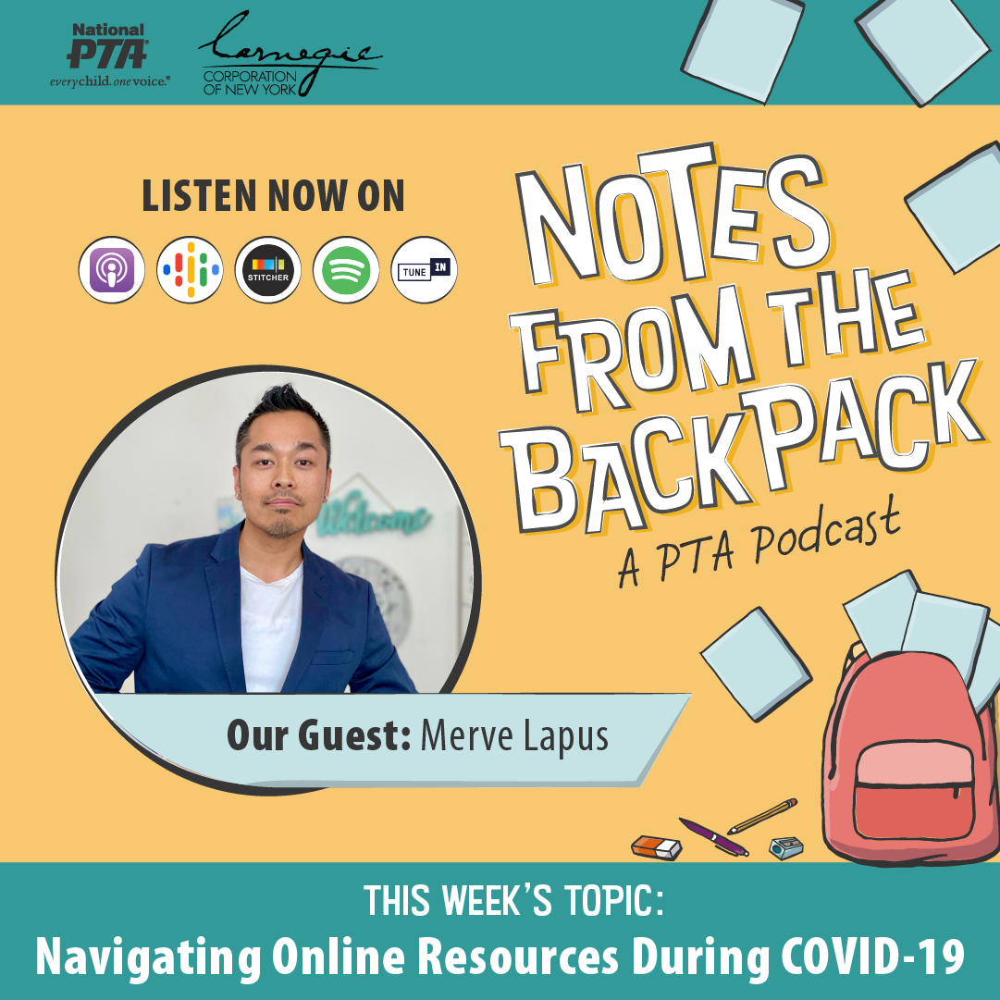 National
PTA®
everychild. onevoice.®
Carnegie
CORPORATION
OF NEW YORK
LISTEN NOW ON
STITCHER
TUNE IN
NOTES
FROM THE
BACKPACK
A PTA Podcast
Welcome
Our Guest: Merve Lapus
THIS WEEK'S TOPIC:
Navigating Online Resources During COVID-19